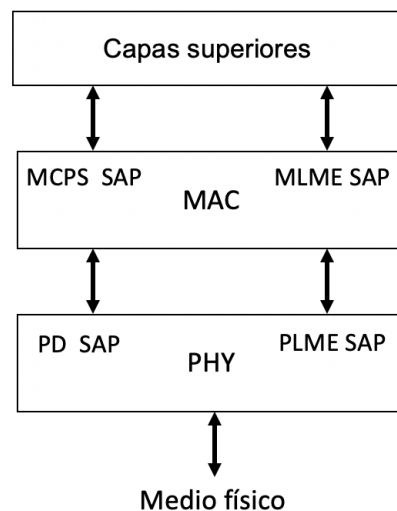 Capas superiores
MCPS SAP MLME SAP
MAC
PD SAP PLME SAP
PHY
Medio físico